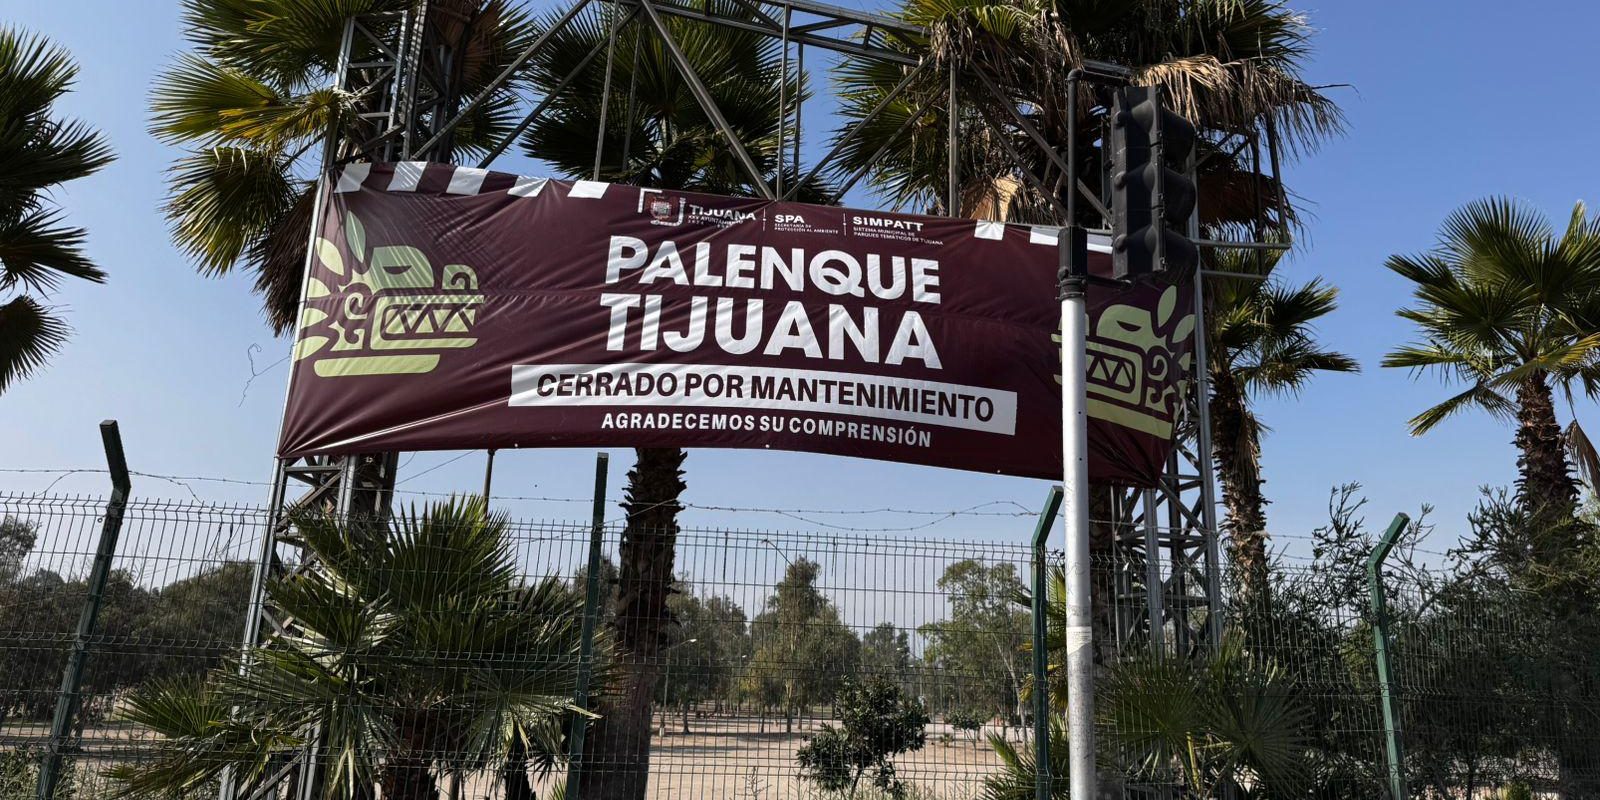 TIJUANA
SPA
SECRETARÍA DE
PROTECCIÓN AL AMBIENTE
SIMPATT
SISTEMA MUNICIPAL DE
PARQUES TEMÁTICOS DE TIJUANA
PALENQUE
TIJUANA
CERRADO POR MANTENIMIENTO
AGRADECEMOS SU COMPRENSIÓN